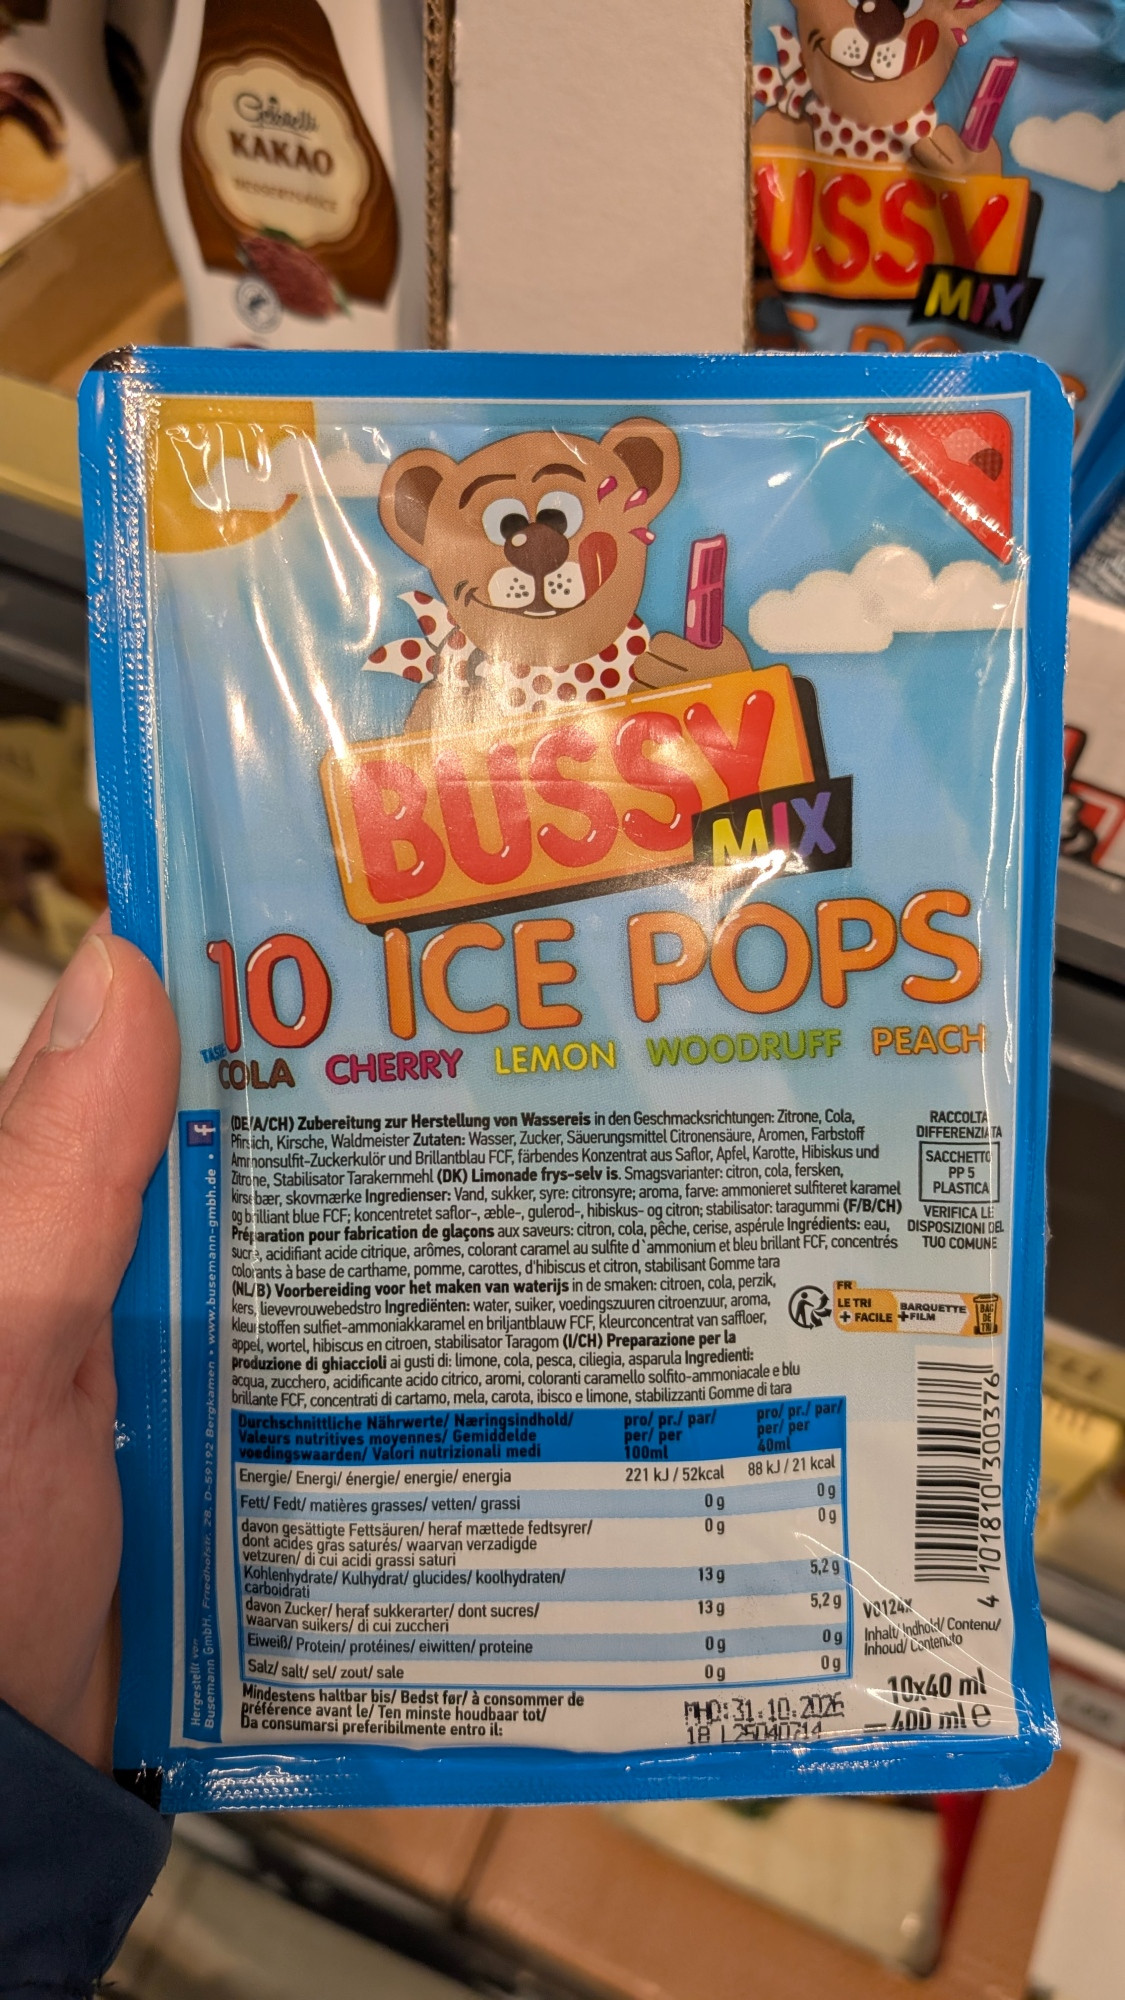 KAKAO
USSY
MIX
BUSSY
MIX
10 ICE POPS
TASTE
COLA CHERRY LEMON WOODRUFF PEACH
(DE/A/CH) Zubereitung zur Herstellung von Wassereis in den Geschmacksrichtungen: Zitrone, Cola,
Pfirsich, Kirsche, Waldmeister Zutaten: Wasser, Zucker, Säuerungsmittel Citronensäure, Aromen, Farbstoff
Ammonsulfit-Zuckerkulör und Brillantblau FCF, färbendes Konzentrat aus Saflor, Apfel, Karotte, Hibiskus und
Zitrone, Stabilisator Tarakernmehl (DK) Limonade frys-selv is. Smagsvarianter: citron, cola, fersken,
kirsebær, skovmærke Ingredienser: Vand, sukker, syre: citronsyre; aroma, farve: ammonieret sulfiteret karamel
og brilliant blue FCF; koncentretet saflor-, æble-, gulerod-, hibiskus- og citron; stabilisator: taragummi (F/B/CH)
Préparation pour fabrication de glaçons aux saveurs: citron, cola, pêche, cerise, aspérule Ingrédients: eau,
sucre, acidifiant acide citrique, arômes, colorant caramel au sulfite d`ammonium et bleu brillant FCF, concentrés
colorants à base de carthame, pomme, carottes, d'hibiscus et citron, stabilisant Gomme tara
(NL/B) Voorbereiding voor het maken van waterijs in de smaken: citroen, cola, perzik,
kers, lievevrouwebedstro Ingrediënten: water, suiker, voedingszuuren citroenzuur, aroma,
kleurstoffen sulfiet-ammoniakkaramel en briljantblauw FCF, kleurconcentrat van saffloer,
appel, wortel, hibiscus en citroen, stabilisator Taragom (I/CH) Preparazione per la
produzione di ghiaccioli ai gusti di: limone, cola, pesca, ciliegia, asparula Ingredienti:
acqua, zucchero, acidificante acido citrico, aromi, coloranti caramello solfito-ammoniacale e blu
brillante FCF, concentrati di cartamo, mela, carota, ibisco e limone, stabilizzanti Gomme di tara
RACCOLTA
DIFFERENZIATA
SACCHETTO
PP 5
PLASTICA
VERIFICA LE
DISPOSIZIONI DEL
TUO COMUNE
FR
LE TRI
+ FACILE
BARQUETTE
+FILM
BAC
DE
TRI
Durchschnittliche Nährwerte/ Næringsindhold/
Valeurs nutritives moyennes/ Gemiddelde
voedingswaarden/ Valori nutrizionali medi
pro/ pr./ par/
per/ per
100ml
pro/ pr./ par/
per/ per
40ml
Energie/ Energi/ énergie/ energie/ energia 221 kJ / 52kcal 88 kJ / 21 kcal
Fett/ Fedt/ matières grasses/ vetten/ grassi 0 g 0 g
davon gesättigte Fettsäuren/ heraf mættede fedtsyrer/ 0 g 0 g
dont acides gras saturés/ waarvan verzadigde
vetzuren/ di cui acidi grassi saturi
Kohlenhydrate/ Kulhydrat/ glucides/ koolhydraten/ 13 g 5,2 g
carboidrati
davon Zucker/ heraf sukkerarter/ dont sucres/ 13 g 5,2 g
waarvan suikers/ di cui zuccheri
Eiweiß/ Protein/ protéines/ eiwitten/ proteine 0 g 0 g
Salz/ salt/ sel/ zout/ sale 0 g 0 g
Mindestens haltbar bis/ Bedst før/ à consommer de
préférence avant le/ Ten minste houdbaar tot/
Da consumarsi preferibilmente entro il:
MHD: 31.10.2026
18 L25040714
4 101810 300376
V0124X
Inhalt/ Indhold/ Contenu/
Inhoud/ Contenuto
10x40 ml
=400 ml e
Hergestellt von
Busemann GmbH, Friedhofstr. 28, D-59192 Bergkamen • www.busemann-gmbh.de •
f